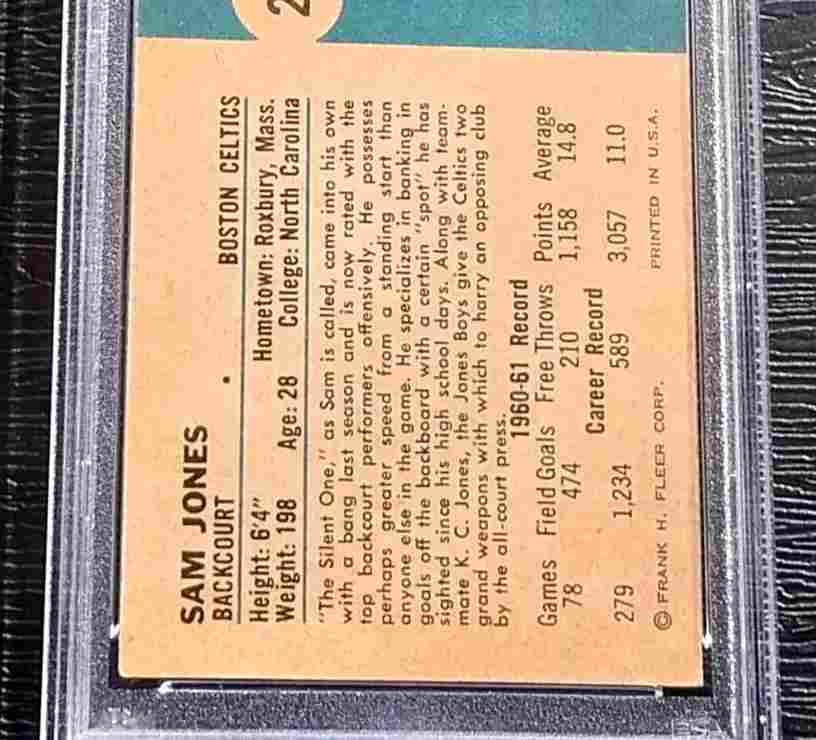 2
SAM JONES
BACKCOURT • BOSTON CELTICS
Height: 6'4" Hometown: Roxbury, Mass.
Weight: 198 Age: 28 College: North Carolina
"The Silent One," as Sam is called, came into his own
with a bang last season and is now rated with the
top backcourt performers offensively. He possesses
perhaps greater speed from a standing start than
anyone else in the game. He specializes in banking in
goals off the backboard with a certain "spot" he has
sighted since his high school days. Along with team-
mate K. C. Jones, the Jones Boys give the Celtics two
grand weapons with which to harry an opposing club
by the all-court press.
1960-61 Record
Games Field Goals Free Throws Points Average
78 474 210 1,158 14.8
Career Record
279 1,234 589 3,057 11.0
© FRANK H. FLEER CORP. PRINTED IN U.S.A.